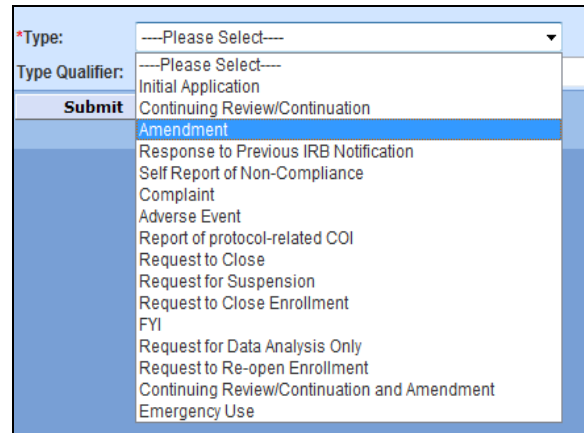 *Type:
----Please Select----
----Please Select----
Type Qualifier:
Initial Application
Submit
Continuing Review/Continuation
Amendment
Response to Previous IRB Notification
Self Report of Non-Compliance
Complaint
Adverse Event
Report of protocol-related COI
Request to Close
Request for Suspension
Request to Close Enrollment
FYI
Request for Data Analysis Only
Request to Re-open Enrollment
Continuing Review/Continuation and Amendment
Emergency Use